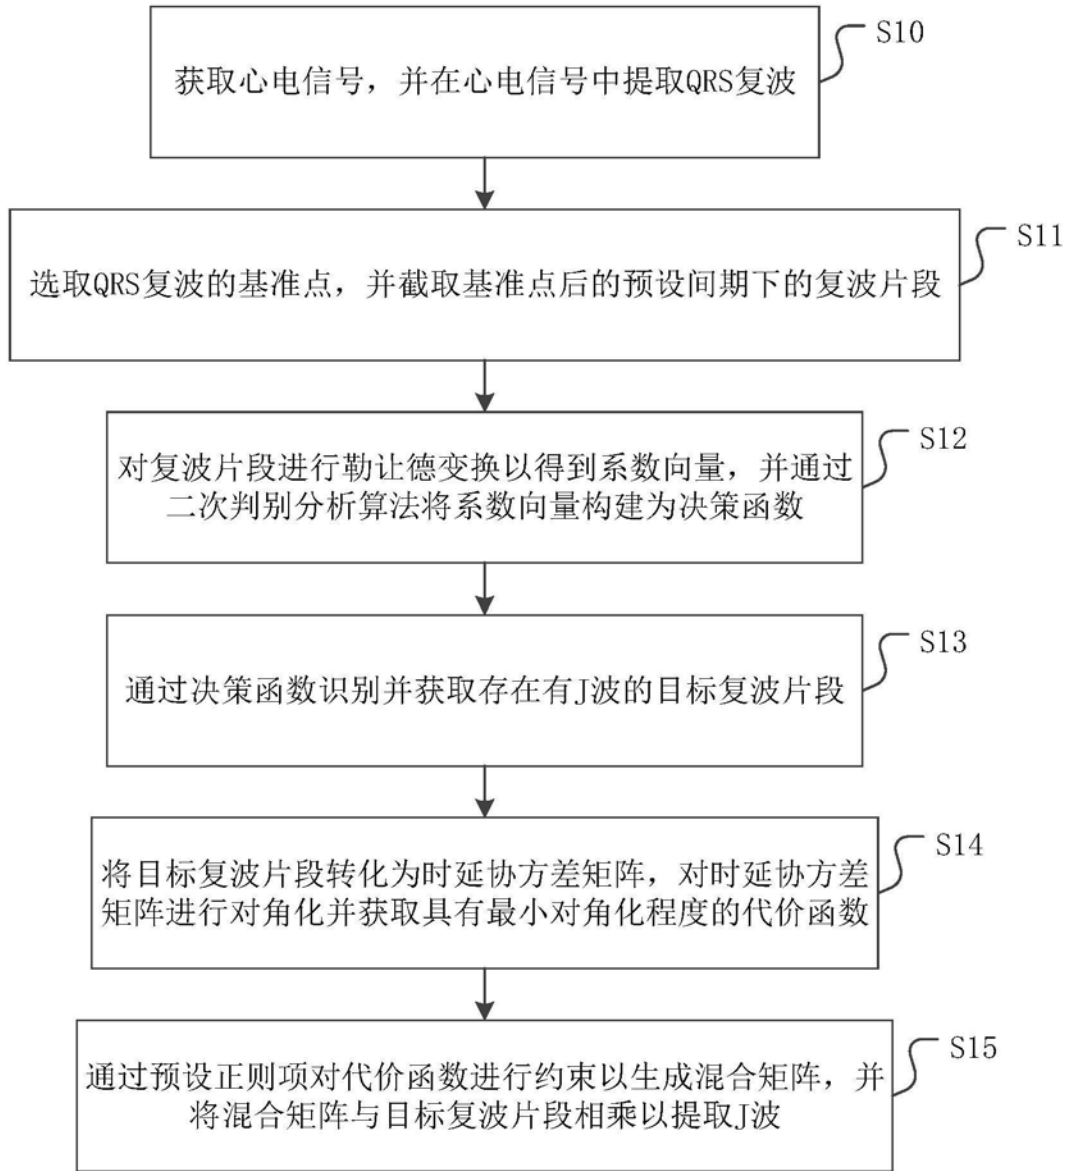 S10
获取心电信号，并在心电信号中提取QRS复波
S11
选取QRS复波的基准点，并截取基准点后的预设间期下的复波片段
S12
对复波片段进行勒让德变换以得到系数向量，并通过
二次判别分析算法将系数向量构建为决策函数
S13
通过决策函数识别并获取存在有J波的目标复波片段
S14
将目标复波片段转化为时延协方差矩阵，对时延协方差
矩阵进行对角化并获取具有最小对角化程度的代价函数
S15
通过预设正则项对代价函数进行约束以生成混合矩阵，并
将混合矩阵与目标复波片段相乘以提取J波